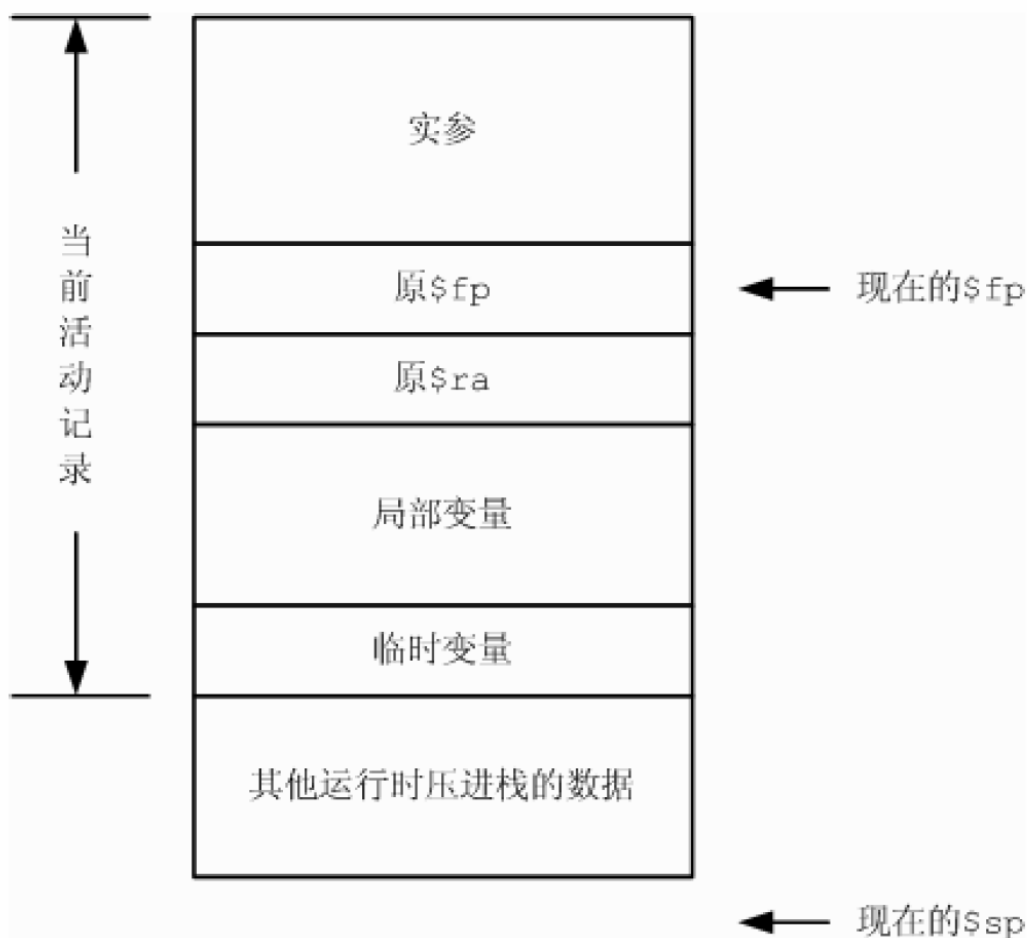 实参
当前活动记录
原$fp
现在的$fp
原$ra
局部变量
临时变量
其他运行时压进栈的数据
现在的$sp